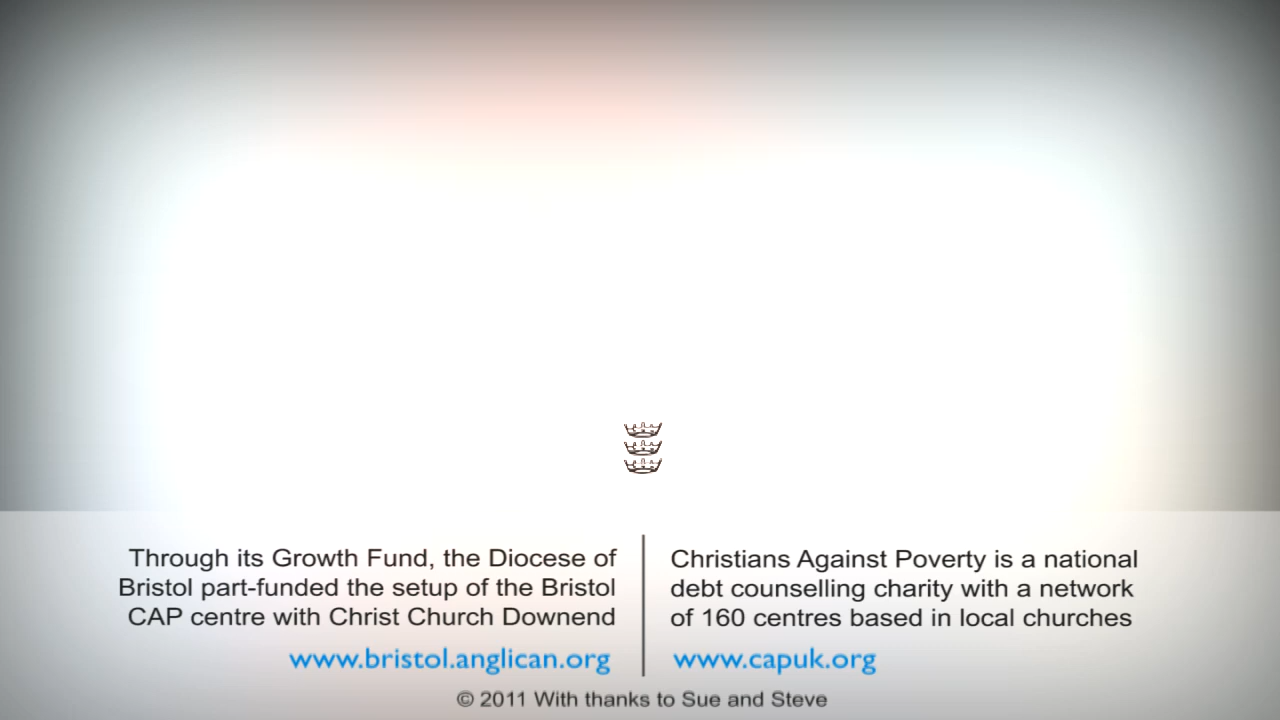 Through its Growth Fund, the Diocese of
Bristol part-funded the setup of the Bristol
CAP centre with Christ Church Downend
www.bristol.anglican.org
Christians Against Poverty is a national
debt counselling charity with a network
of 160 centres based in local churches
www.capuk.org
© 2011 With thanks to Sue and Steve